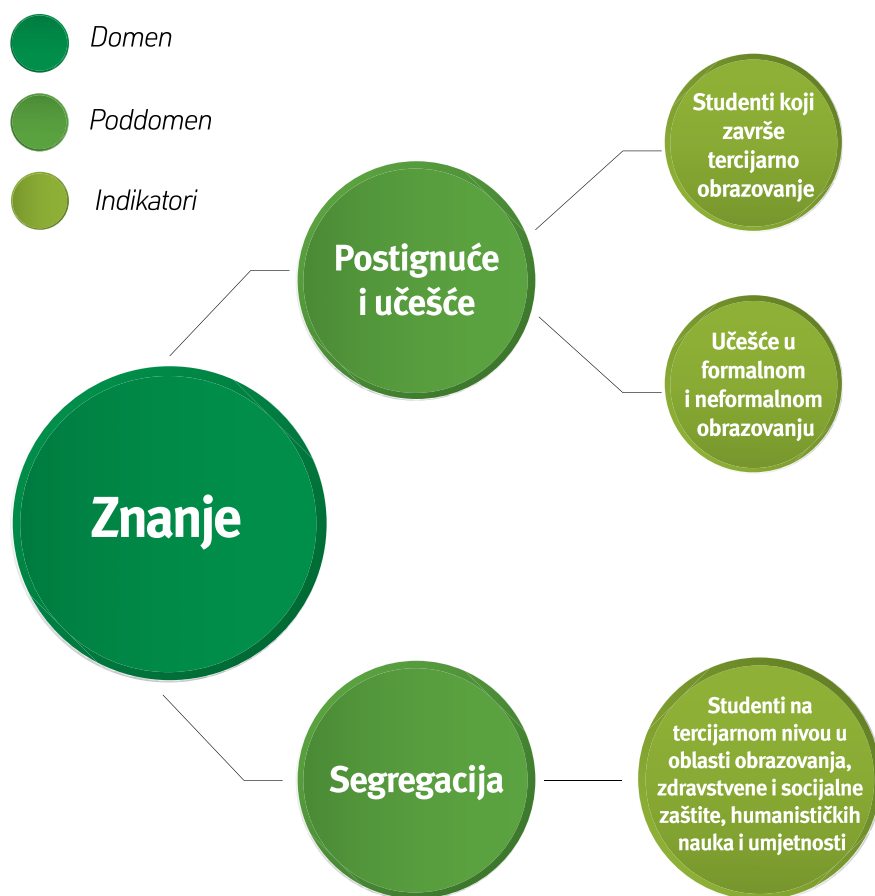 Domen
Poddomen
Indikatori
Studenti koji
završe
tercijarno
obrazovanje
Postignuće
i učešće
Učešće u
formalnom
i neformalnom
obrazovanju
Znanje
Segregacija
Studenti na
tercijarnom nivou u
oblasti obrazovanja,
zdravstvene i socijalne
zaštite, humanističkih
nauka i umjetnosti